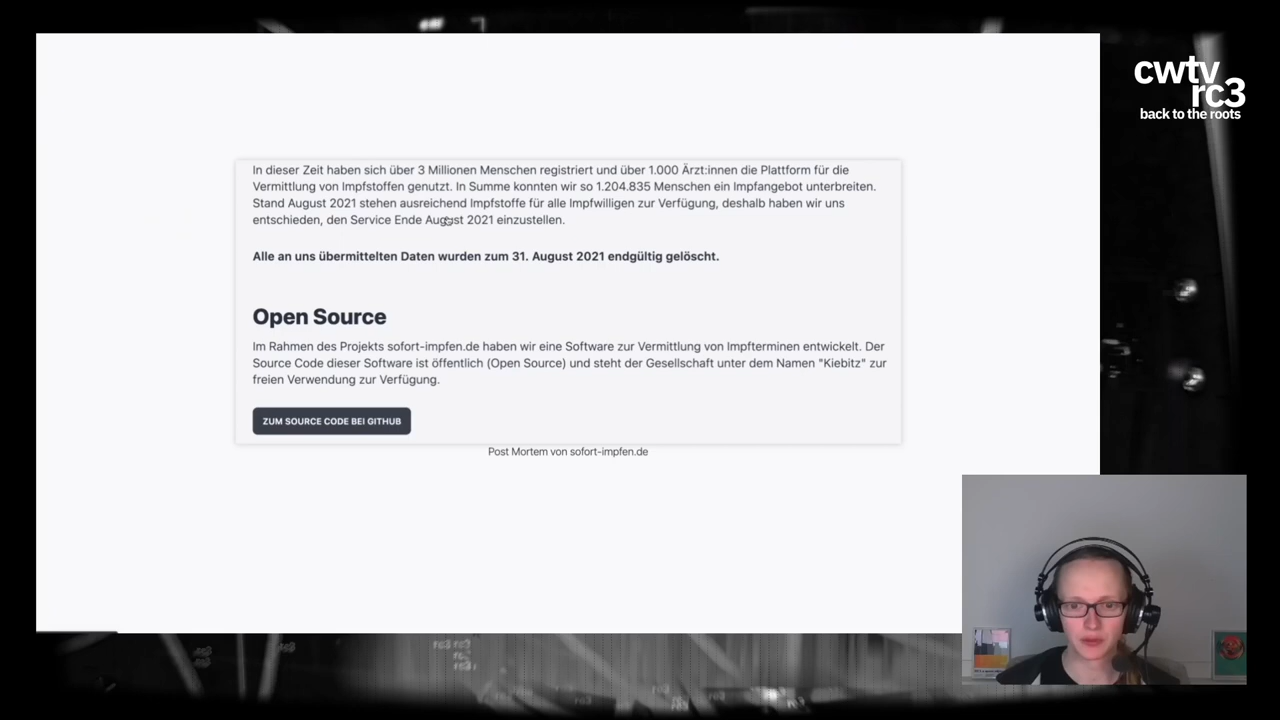 cwtv
rc3
back to the roots
In dieser Zeit haben sich über 3 Millionen Menschen registriert und über 1.000 Ärzt:innen die Plattform für die
Vermittlung von Impfstoffen genutzt. In Summe konnten wir so 1.204.835 Menschen ein Impfangebot unterbreiten.
Stand August 2021 stehen ausreichend Impfstoffe für alle Impfwilligen zur Verfügung, deshalb haben wir uns
entschieden, den Service Ende August 2021 einzustellen.
Alle an uns übermittelten Daten wurden zum 31. August 2021 endgültig gelöscht.
Open Source
Im Rahmen des Projekts sofort-impfen.de haben wir eine Software zur Vermittlung von Impfterminen entwickelt. Der
Source Code dieser Software ist öffentlich (Open Source) und steht der Gesellschaft unter dem Namen "Kiebitz" zur
freien Verwendung zur Verfügung.
ZUM SOURCE CODE BEI GITHUB
Post Mortem von sofort-impfen.de
rc3 rc3